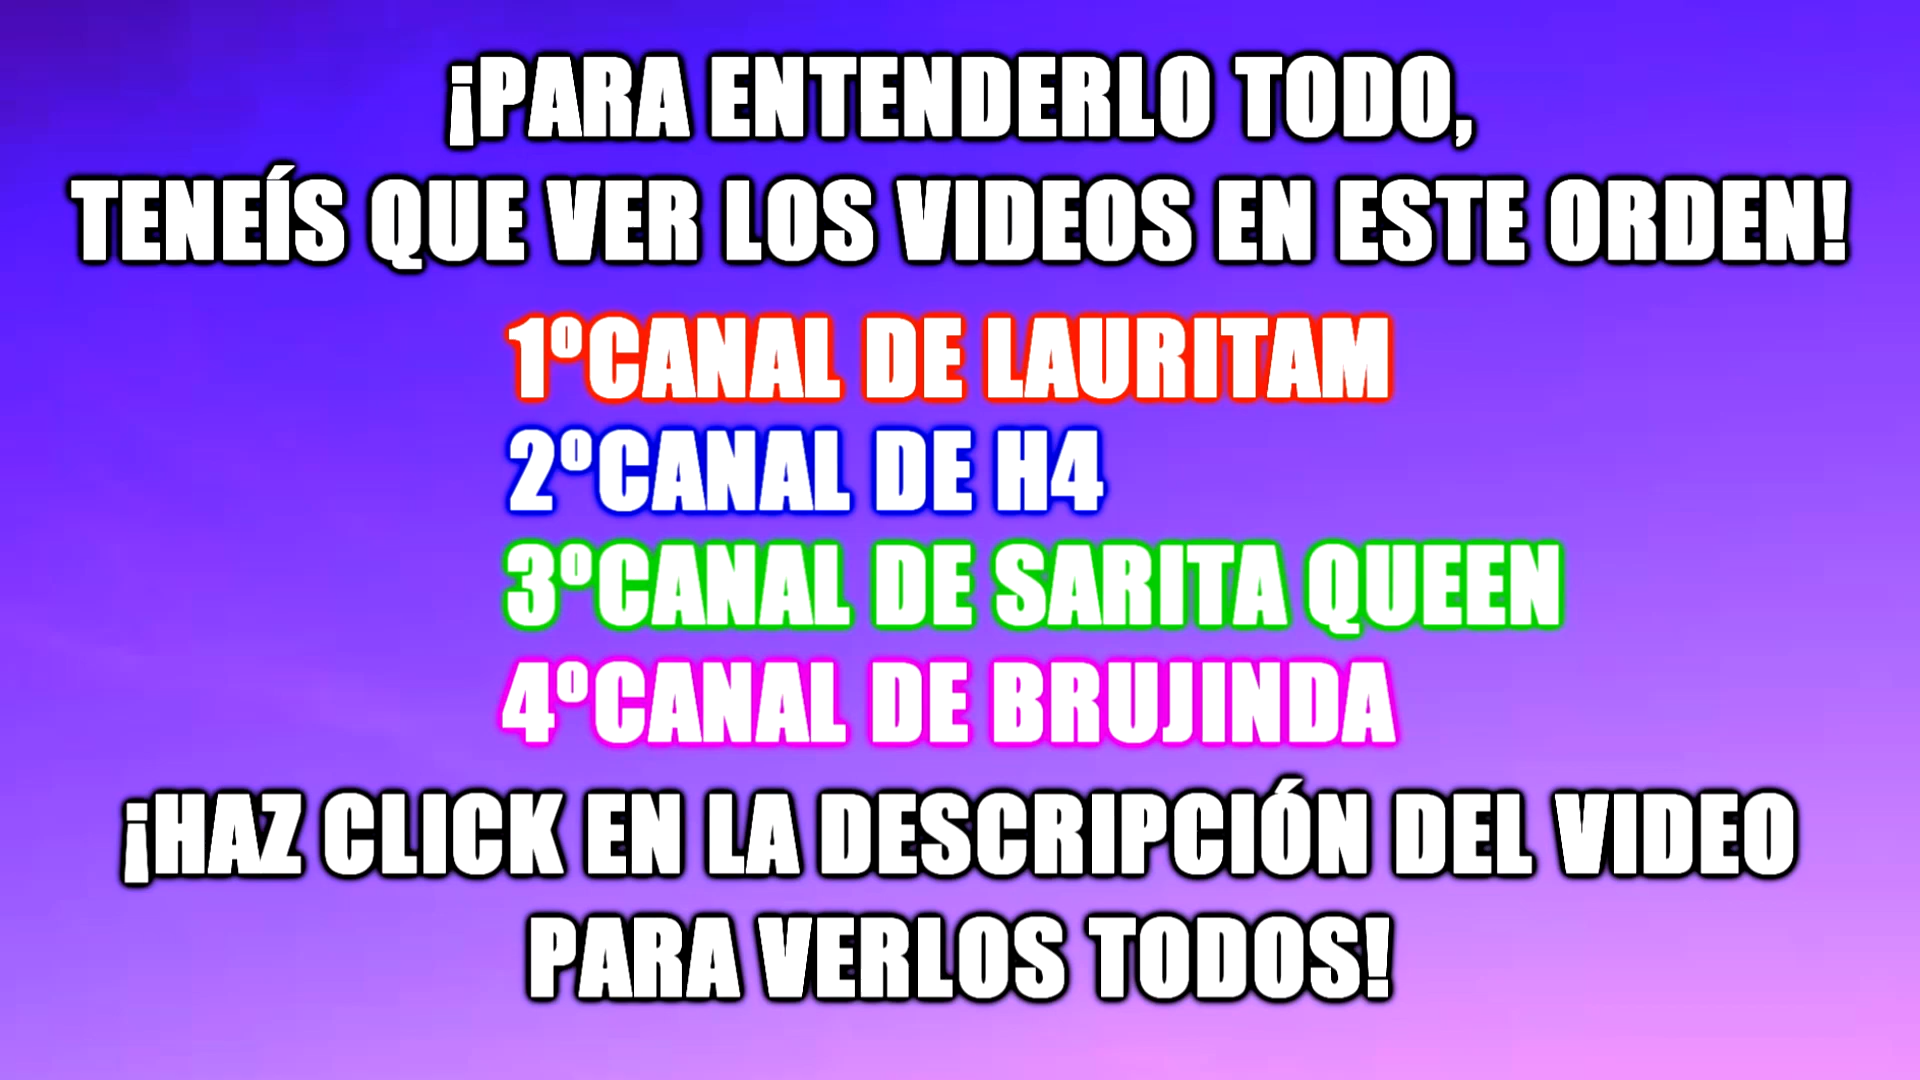 ¡PARA ENTENDERLO TODO,
TENEÍS QUE VER LOS VIDEOS EN ESTE ORDEN!
1ºCANAL DE LAURITAM
2ºCANAL DE H4
3ºCANAL DE SARITA QUEEN
4ºCANAL DE BRUJINDA
¡HAZ CLICK EN LA DESCRIPCIÓN DEL VIDEO
PARA VERLOS TODOS!